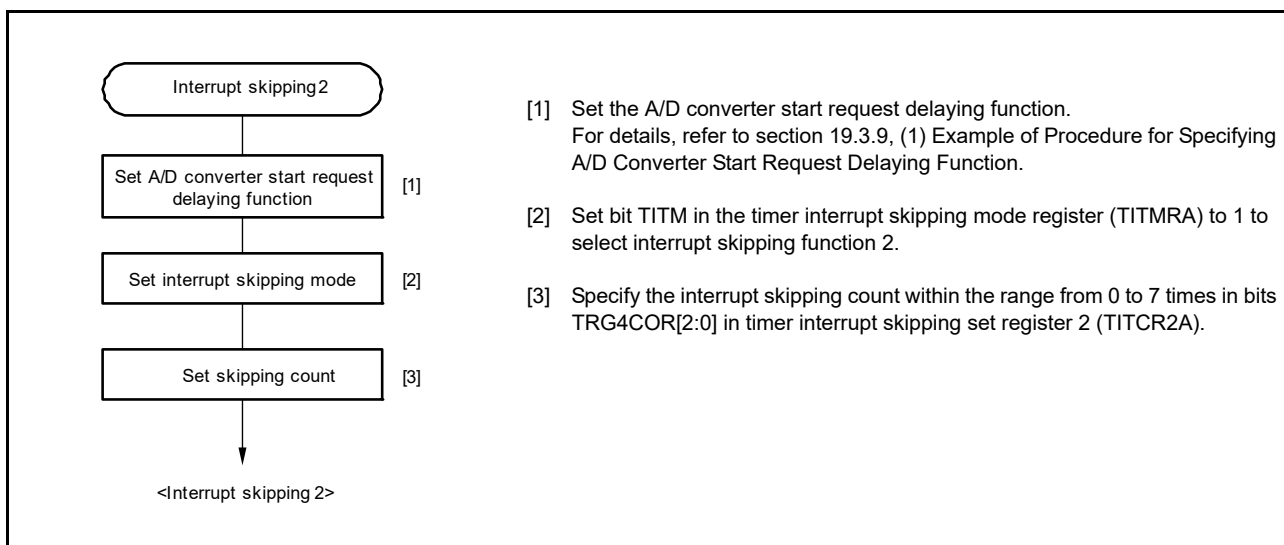 Interrupt skipping 2
Set A/D converter start request
delaying function
[1]
Set interrupt skipping mode
[2]
Set skipping count
[3]
<Interrupt skipping 2>
[1] Set the A/D converter start request delaying function.
For details, refer to section 19.3.9, (1) Example of Procedure for Specifying
A/D Converter Start Request Delaying Function.
[2] Set bit TITM in the timer interrupt skipping mode register (TITMRA) to 1 to
select interrupt skipping function 2.
[3] Specify the interrupt skipping count within the range from 0 to 7 times in bits
TRG4COR[2:0] in timer interrupt skipping set register 2 (TITCR2A).